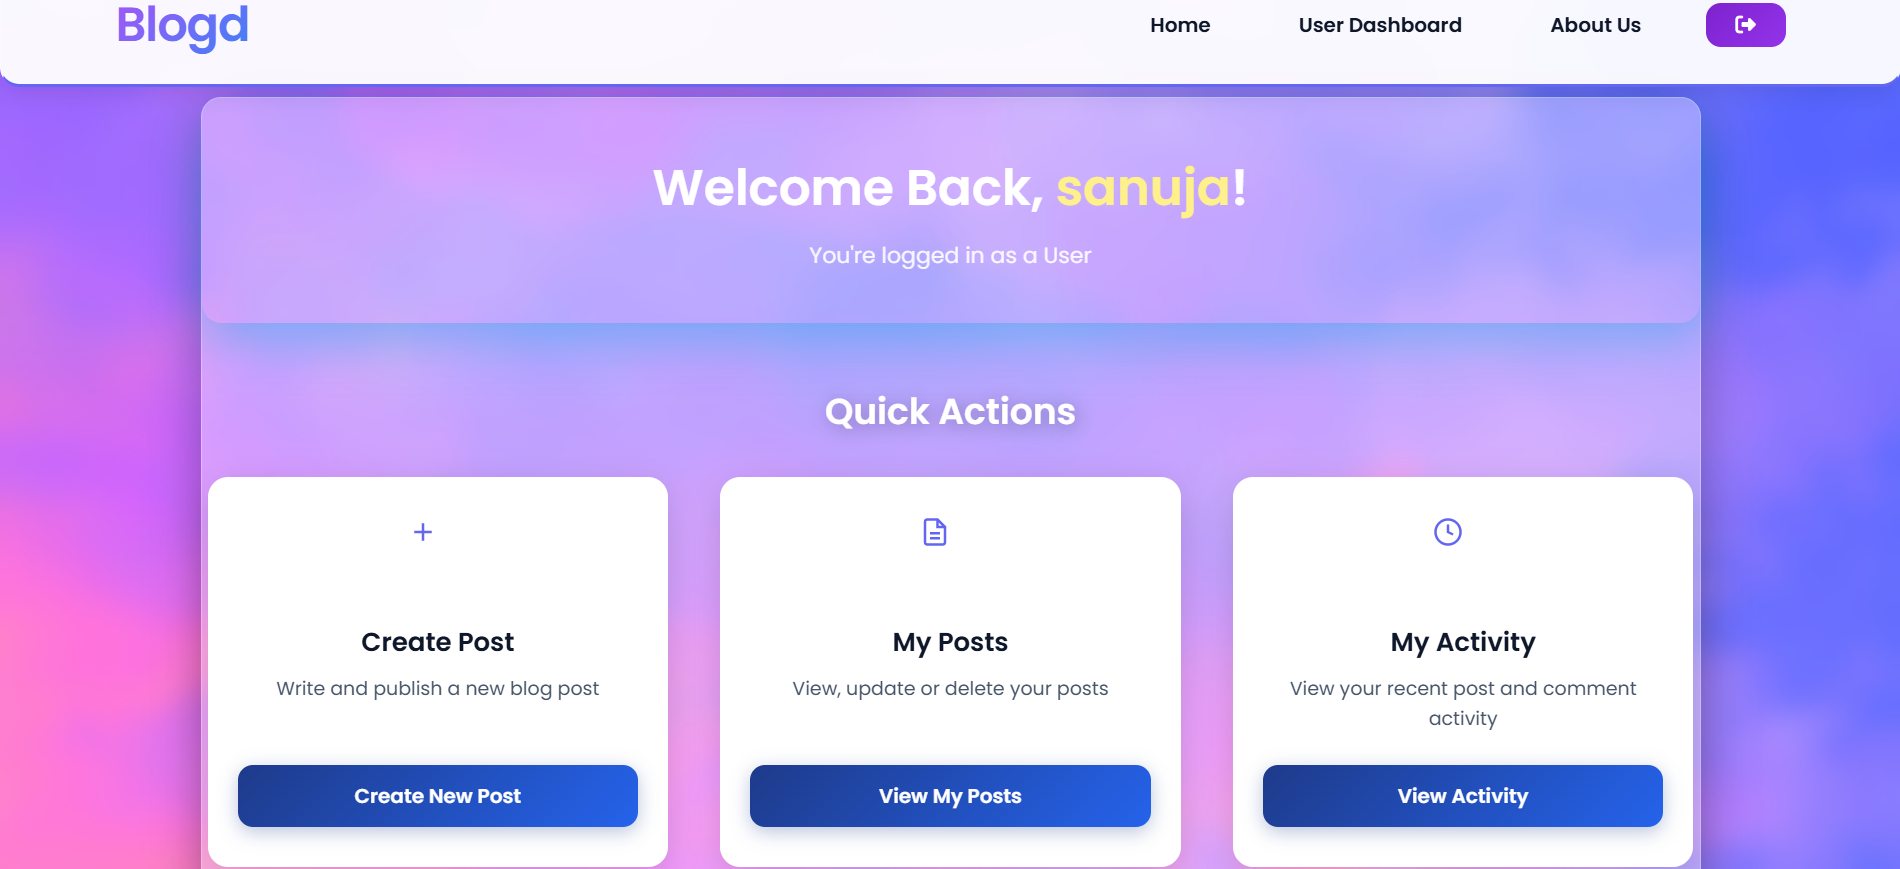 Blogd
Home
User Dashboard
About Us
Welcome Back, sanuja!
You're logged in as a User
Quick Actions
Create Post
Write and publish a new blog post
Create New Post
My Posts
View, update or delete your posts
View My Posts
My Activity
View your recent post and comment
activity
View Activity